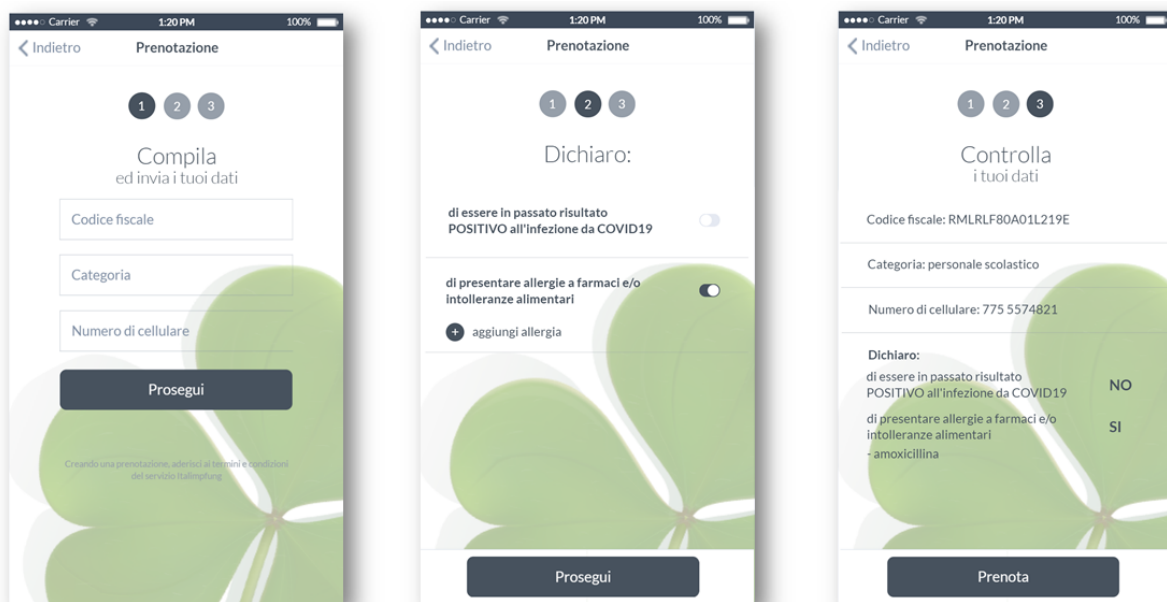 Carrier 1:20 PM 100%
Indietro Prenotazione
1 2 3
Compila
ed invia i tuoi dati
Codice fiscale
Categoria
Numero di cellulare
Prosegui
Creando una prenotazione, aderisci ai termini e condizioni
del servizio Italimpfung
Carrier 1:20 PM 100%
Indietro Prenotazione
1 2 3
Dichiaro:
di essere in passato risultato
POSITIVO all'infezione da COVID19
di presentare allergie a farmaci e/o
intolleranze alimentari
+ aggiungi allergia
Prosegui
Carrier 1:20 PM 100%
Indietro Prenotazione
1 2 3
Controlla
i tuoi dati
Codice fiscale: RMLRLF80A01L219E
Categoria: personale scolastico
Numero di cellulare: 775 5574821
Dichiaro:
di essere in passato risultato
POSITIVO all'infezione da COVID19 NO
di presentare allergie a farmaci e/o
intolleranze alimentari SI
- amoxicillina
Prenota